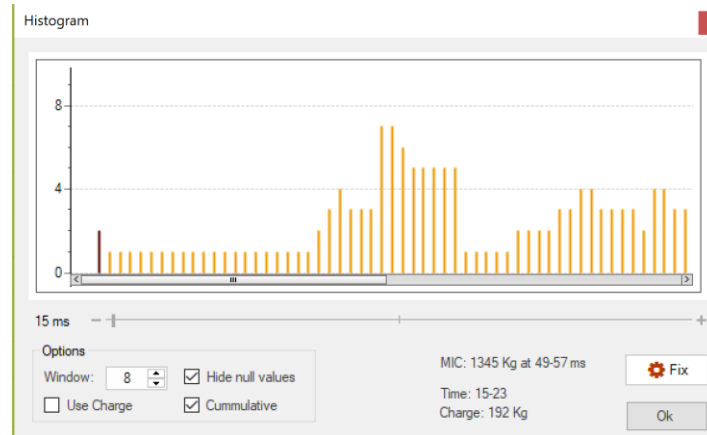 Histogram
8
4
0
15 ms
Options
Window: 8 Hide null values
Use Charge Cummulative
MIC: 1345 Kg at 49-57 ms
Time: 15-23
Charge: 192 Kg
Fix
Ok